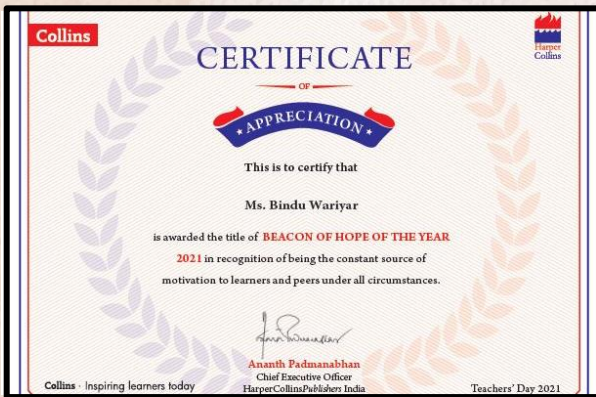 Collins
Harper
Collins
CERTIFICATE
OF
APPRECIATION
This is to certify that
Ms. Bindu Wariyar
is awarded the title of BEACON OF HOPE OF THE YEAR
2021 in recognition of being the constant source of
motivation to learners and peers under all circumstances.
Ananth Padmanabhan
Chief Executive Officer
HarperCollinsPublishers India
Collins · Inspiring learners today
Teachers' Day 2021